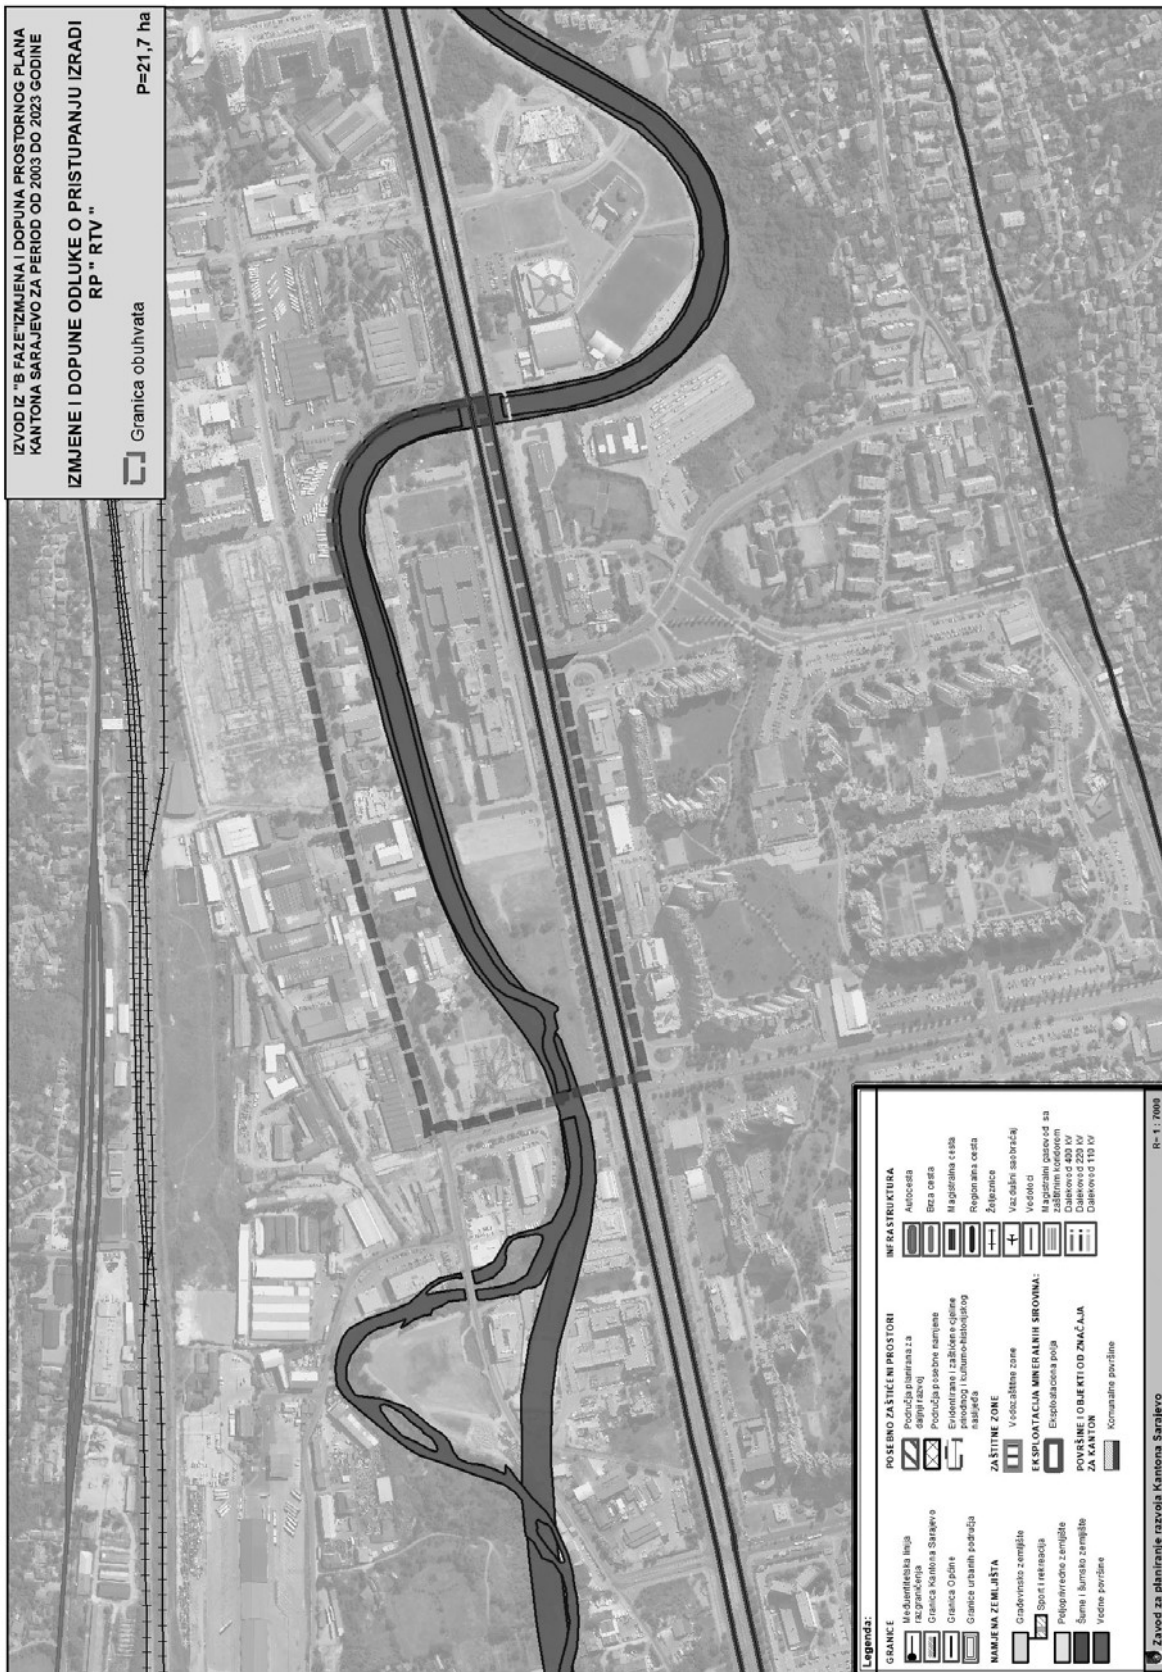 IZVOD IZ "B FAZE"IZMJENA I DOPUNA PROSTORNOG PLANA
KANTONA SARAJEVO ZA PERIOD OD 2003 DO 2023 GODINE
IZMJENE I DOPUNE ODLUKE O PRISTUPANJU IZRADI
RP " RTV "
P=21,7 ha
Granica obuhvata
Legenda:
GRANICE
Međuentitetska linija
razgraničenja
Granica Kantona Sarajevo
Granica Općine
Granice urbanih područja
NAMJENA ZEMLJIŠTA
Građevinsko zemljište
Sport i rekreacija
Poljoprivredno zemljište
Šume i šumsko zemljište
Vodne površine
POSEBNO ZAŠTIĆENI PROSTORI
Područja planirana za
daljnji razvoj
Područja posebne namjene
Evidentirane i zaštićene cjeline
prirodnog i kulturno-historijskog
naslijeđa
ZAŠTITNE ZONE
Vodozaštitne zone
EKSPLOATACIJA MINERALNIH SIROVINA:
Eksploataciona polja
POVRŠINE I OBJEKTI OD ZNAČAJA
ZA KANTON
Komunalne površine
INFRASTRUKTURA
Autocesta
Brza cesta
Magistralna cesta
Regionalna cesta
Željeznice
Vazdušni saobraćaj
Vodotoci
Magistralni gasovod sa
zaštitnim koridorom
Dalekovod 400 kV
Dalekovod 220 kV
Dalekovod 110 kV
Zavod za planiranje razvoja Kantona Sarajevo
R= 1 : 7000